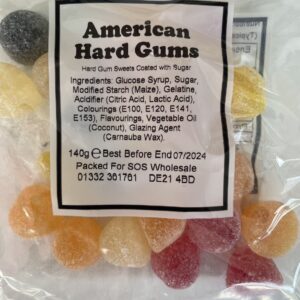 American
Hard Gums
Hard Gum Sweets Coated with Sugar
Ingredients: Glucose Syrup, Sugar,
Modified Starch (Maize), Gelatine,
Acidifier (Citric Acid, Lactic Acid),
Colourings (E100, E120, E141,
E153), Flavourings, Vegetable Oil
(Coconut), Glazing Agent
(Carnauba Wax).
140g ℮ Best Before End 07/2024
Packed For SOS Wholesale
01332 361761 DE21 4BD